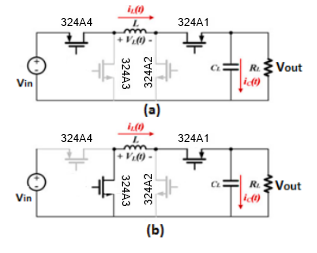 iL(t)
324A4 L 324A1
+ VL(t) -
324A3
324A2
CL RL Vout
Vin
iC(t)
(a)
iL(t)
324A4 L 324A1
+ VL(t) -
324A3
324A2
CL RL Vout
Vin
iC(t)
(b)